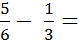 5/6 − 1/3 =